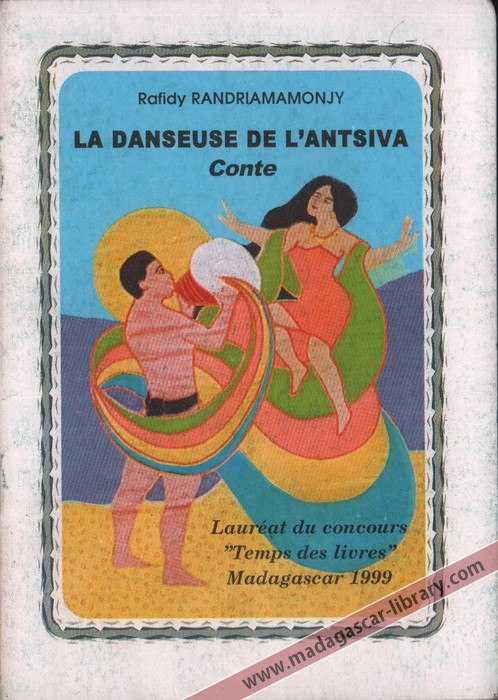 Rafidy RANDRIAMAMONJY
LA DANSEUSE DE L'ANTSIVA
Conte
Lauréat du concours
"Temps des livres"
Madagascar 1999
www.madagascar-library.com